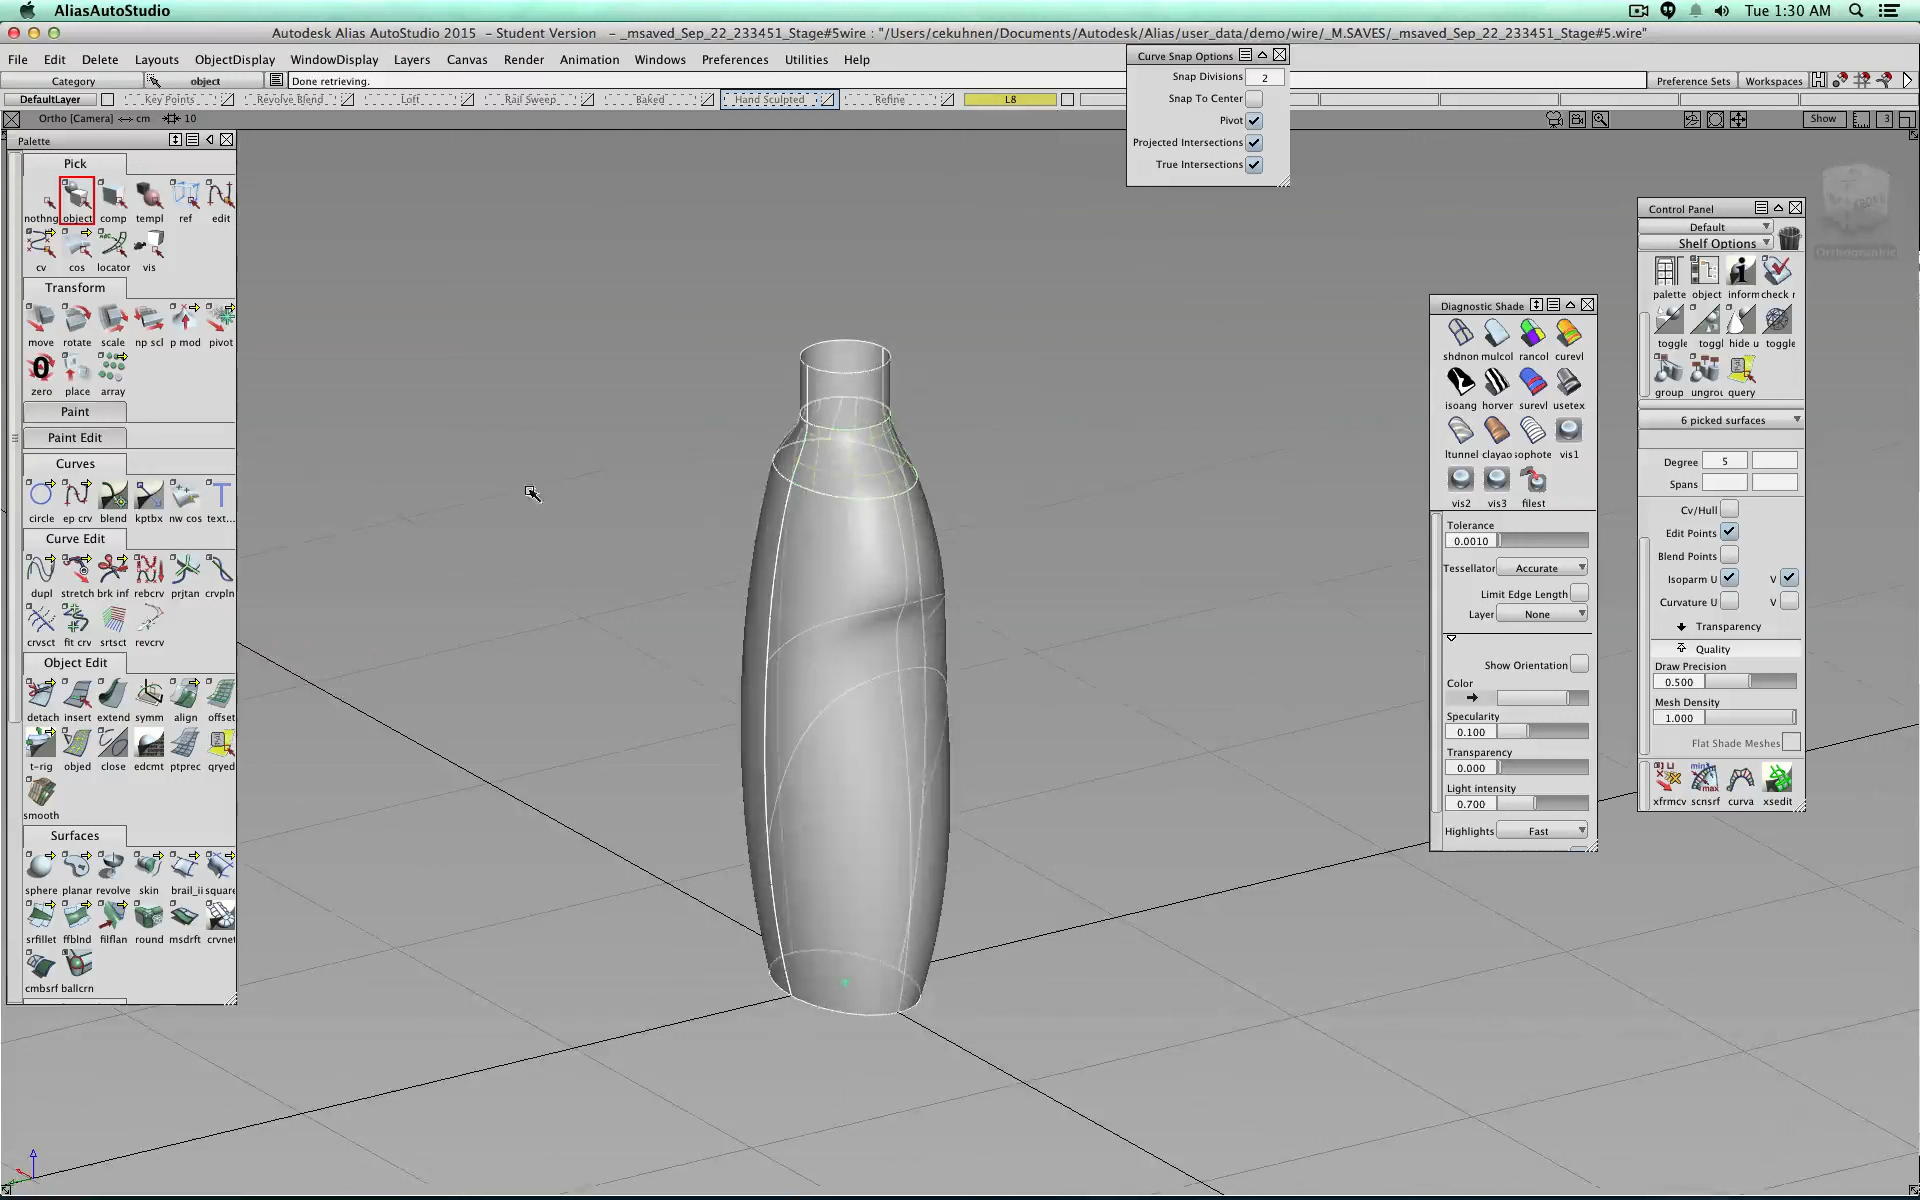 AliasAutoStudio
Tue 1:30 AM
Autodesk Alias AutoStudio 2015 - Student Version - _msaved_Sep_22_233451_Stage#5wire : "/Users/cekuhnen/Documents/Autodesk/Alias/user_data/demo/wire/_M.SAVES/_msaved_Sep_22_233451_Stage#5.wire"
File Edit Delete Layouts ObjectDisplay WindowDisplay Layers Canvas Render Animation Windows Preferences Utilities Help
Category object Done retrieving. Preference Sets Workspaces
DefaultLayer Key Points Revolve Blend Loft Rail Sweep Baked Hand Sculpted Refine L8
Ortho [Camera] <-> cm 10
Show 3
Curve Snap Options
Snap Divisions 2
Snap To Center
Pivot
Projected Intersections
True Intersections
Palette
Pick
nothng object comp templ ref edit
cv cos locator vis
Transform
move rotate scale np scl p mod pivot
zero place array
Paint
Paint Edit
Curves
circle ep crv blend kptbx nw cos text...
Curve Edit
dupl stretch brk inf rebcrv prjtan crvpln
crvsct fit crv srtsct revcrv
Object Edit
detach insert extend symm align offset
t-rig objed close edcmt ptprec qryed
smooth
Surfaces
sphere planar revolve skin brail_ii square
srfillet ffblnd filflan round msdrft crvnet
cmbsrf ballcrn
Diagnostic Shade
shdnon mulcol rancol curevl
isoang horver surevl usetex
ltunnel clayao isophote vis1
vis2 vis3 filest
Tolerance
0.0010
Tessellator Accurate
Limit Edge Length
Layer None
Show Orientation
Color
Specularity
0.100
Transparency
0.000
Light intensity
0.700
Highlights Fast
Control Panel
Default
Shelf Options
palette object inform check r
toggle toggl hide u toggle
group ungrou query
6 picked surfaces
Degree 5
Spans
Cv/Hull
Edit Points
Blend Points
Isoparm U V
Curvature U V
Transparency
Quality
Draw Precision
0.500
Mesh Density
1.000
Flat Shade Meshes
xfrmcv scnsrf curva xsedit
Orthographic